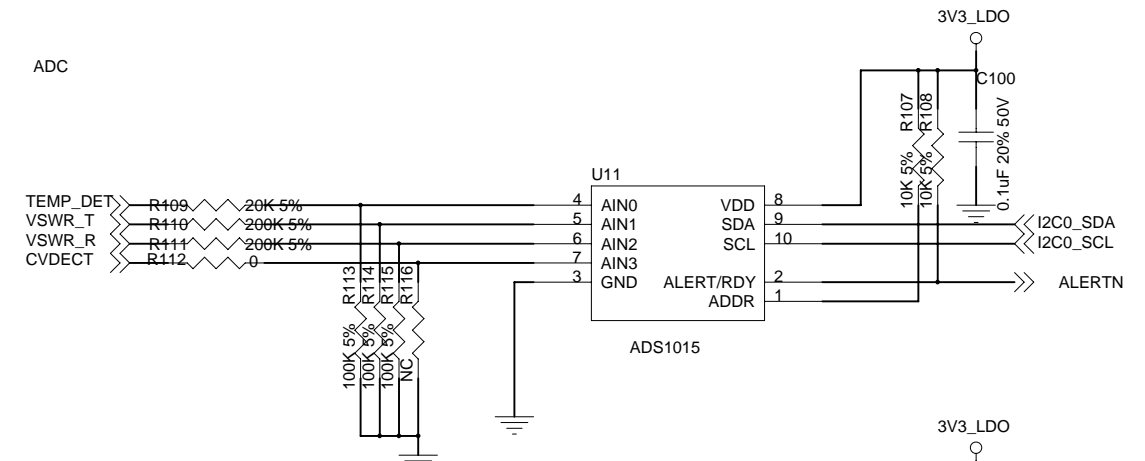 3V3_LDO
ADC
C100
0.1uF 20% 50V
R107
10K 5%
R108
10K 5%
U11
TEMP_DET R109 20K 5% 4 AIN0 VDD 8
VSWR_T R110 200K 5% 5 AIN1 SDA 9 I2C0_SDA
VSWR_R R111 200K 5% 6 AIN2 SCL 10 I2C0_SCL
CVDECT R112 0 7 AIN3
3 GND ALERT/RDY 2 ALERTN
ADDR 1
R113
100K 5%
R114
100K 5%
R115
100K 5%
R116
NC
ADS1015
3V3_LDO